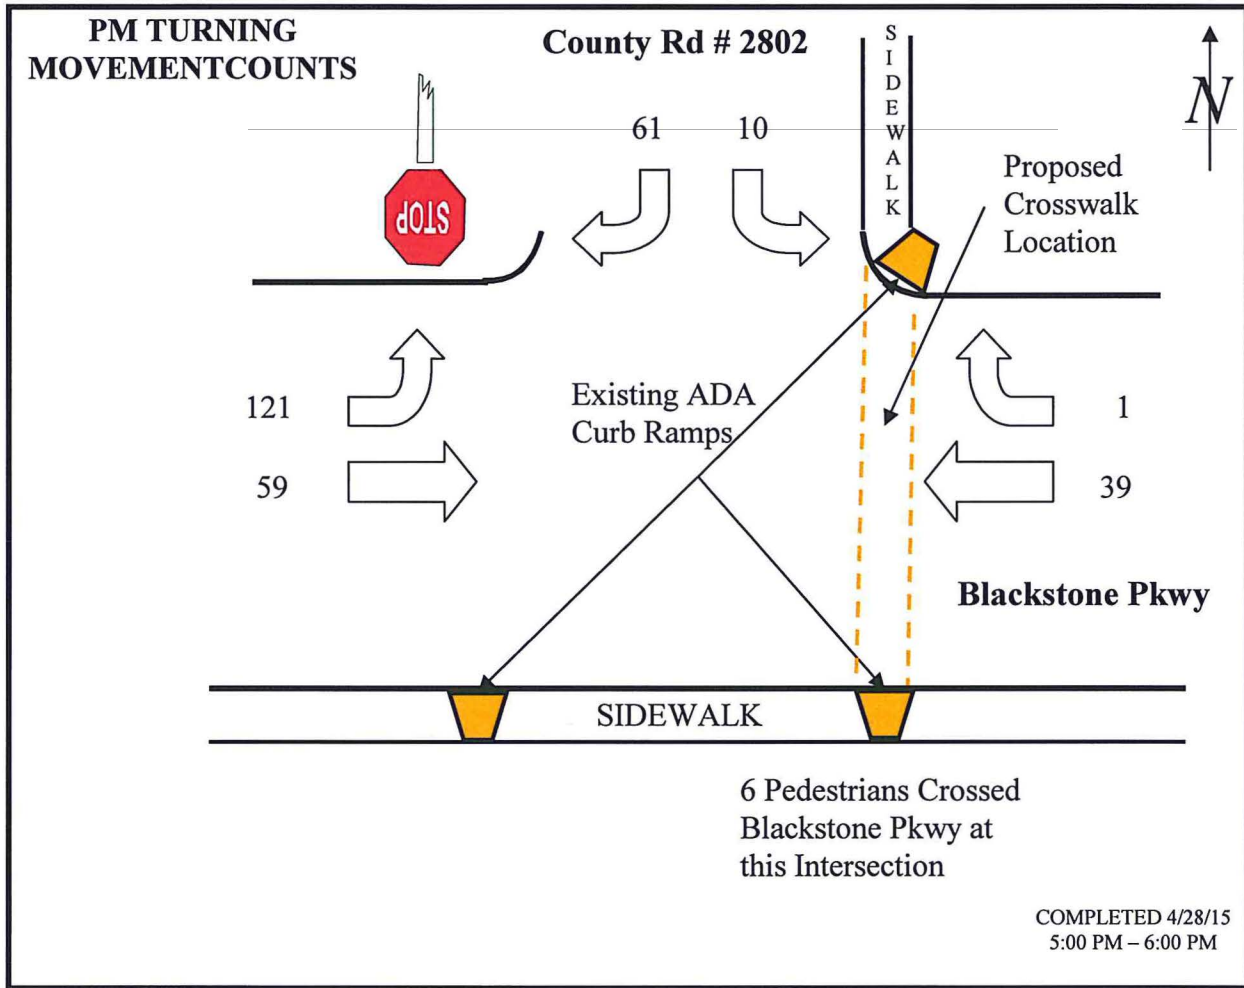 PM TURNING
MOVEMENTCOUNTS
County Rd # 2802
SIDEWALK
N
61
10
Proposed
Crosswalk
Location
STOP
Existing ADA
Curb Ramps
121
1
59
39
Blackstone Pkwy
SIDEWALK
6 Pedestrians Crossed
Blackstone Pkwy at
this Intersection
COMPLETED 4/28/15
5:00 PM – 6:00 PM